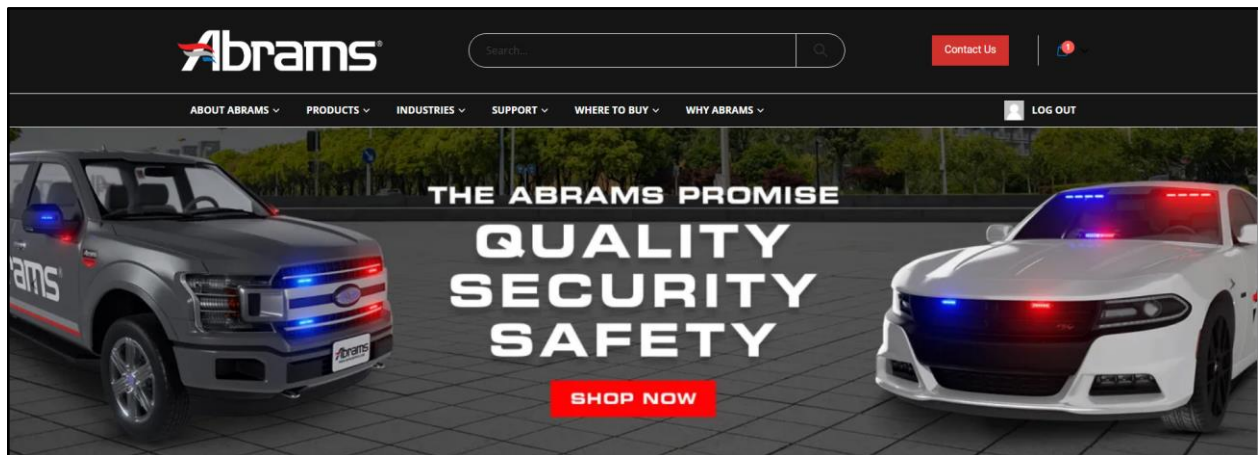 Abrams®
Search...
Contact Us
1
ABOUT ABRAMS
PRODUCTS
INDUSTRIES
SUPPORT
WHERE TO BUY
WHY ABRAMS
LOG OUT
THE ABRAMS PROMISE
QUALITY
SECURITY
SAFETY
SHOP NOW
rams®
Abrams